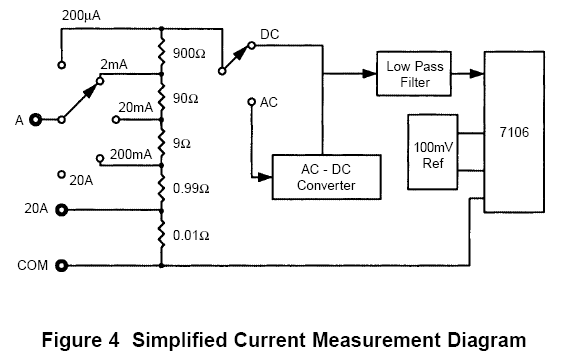 200µA
DC
900Ω
2mA
Low Pass
Filter
90Ω
AC
20mA
A
7106
9Ω
100mV
Ref
200mA
AC - DC
Converter
20A
0.99Ω
20A
0.01Ω
COM
Figure 4 Simplified Current Measurement Diagram